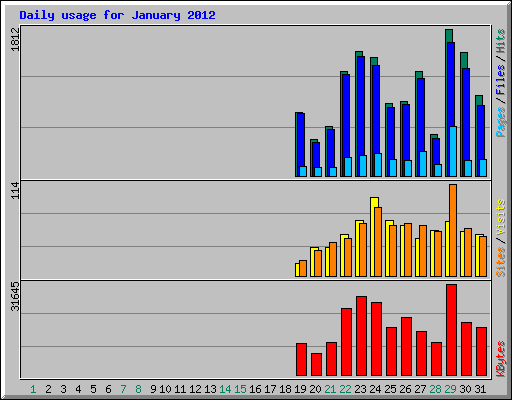 Daily usage for January 2012
1812
Pages / Files / Hits
114
Sites / Visits
31645
KBytes
1 2 3 4 5 6 7 8 9 10 11 12 13 14 15 16 17 18 19 20 21 22 23 24 25 26 27 28 29 30 31